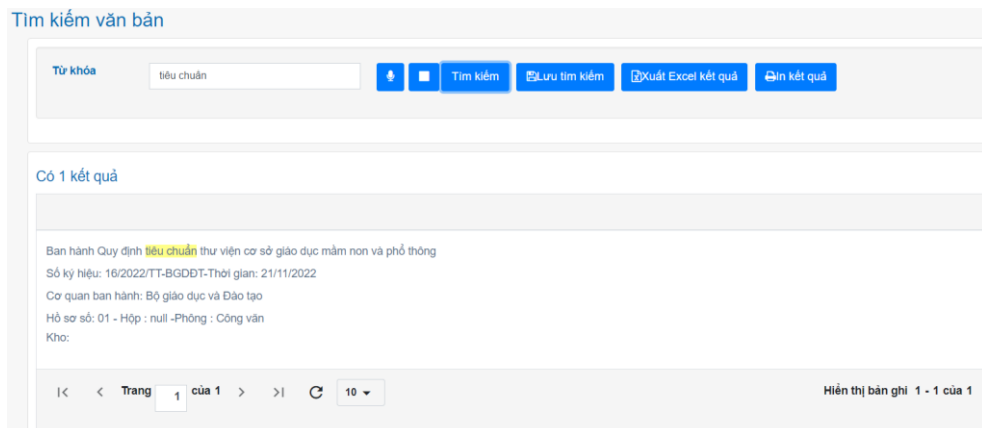 Tìm kiếm văn bản
Từ khóa tiêu chuẩn Tìm kiếm Lưu tìm kiếm Xuất Excel kết quả In kết quả
Có 1 kết quả
Ban hành Quy định tiêu chuẩn thư viện cơ sở giáo dục mầm non và phổ thông
Số ký hiệu: 16/2022/TT-BGDĐT-Thời gian: 21/11/2022
Cơ quan ban hành: Bộ giáo dục và Đào tạo
Hồ sơ số: 01 - Hộp : null -Phông : Công văn
Kho:
Trang 1 của 1 10 Hiển thị bản ghi 1 - 1 của 1